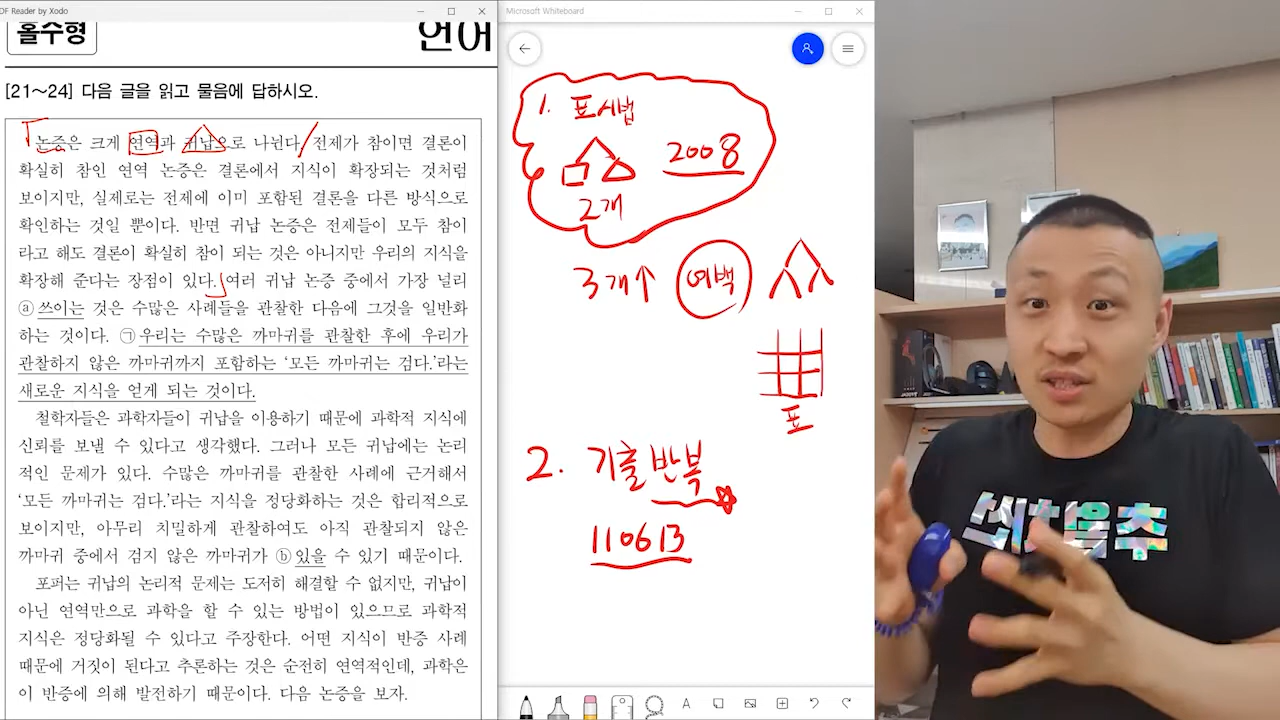 DF Reader by Xodo
홀수형
언어
[21~24] 다음 글을 읽고 물음에 답하시오.
논증은 크게 연역과 귀납으로 나뉜다. 전제가 참이면 결론이
확실히 참인 연역 논증은 결론에서 지식이 확장되는 것처럼
보이지만, 실제로는 전제에 이미 포함된 결론을 다른 방식으로
확인하는 것일 뿐이다. 반면 귀납 논증은 전제들이 모두 참이
라고 해도 결론이 확실히 참이 되는 것은 아니지만 우리의 지식을
확장해 준다는 장점이 있다. 여러 귀납 논증 중에서 가장 널리
ⓐ 쓰이는 것은 수많은 사례들을 관찰한 다음에 그것을 일반화
하는 것이다. ㉠ 우리는 수많은 까마귀를 관찰한 후에 우리가
관찰하지 않은 까마귀까지 포함하는 ‘모든 까마귀는 검다.’라는
새로운 지식을 얻게 되는 것이다.
철학자들은 과학자들이 귀납을 이용하기 때문에 과학적 지식에
신뢰를 보낼 수 있다고 생각했다. 그러나 모든 귀납에는 논리
적인 문제가 있다. 수많은 까마귀를 관찰한 사례에 근거해서
‘모든 까마귀는 검다.’라는 지식을 정당화하는 것은 합리적으로
보이지만, 아무리 치밀하게 관찰하여도 아직 관찰되지 않은
까마귀 중에서 검지 않은 까마귀가 ⓑ 있을 수 있기 때문이다.
포퍼는 귀납의 논리적 문제는 도저히 해결할 수 없지만, 귀납이
아닌 연역만으로 과학을 할 수 있는 방법이 있으므로 과학적
지식은 정당화될 수 있다고 주장한다. 어떤 지식이 반증 사례
때문에 거짓이 된다고 추론하는 것은 순전히 연역적인데, 과학은
이 반증에 의해 발전하기 때문이다. 다음 논증을 보자.
Microsoft Whiteboard
1. 표시법
2008
2개
3개↑ 여백
표
2. 기출 반복
110613